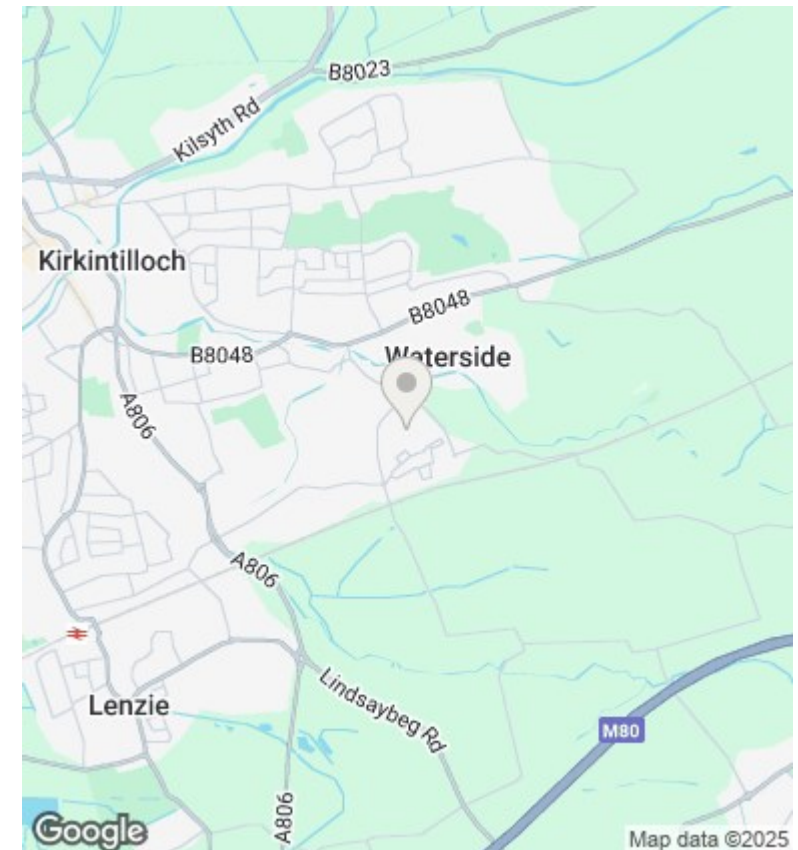 B8023
Kilsyth Rd
Kirkintilloch
B8048
Waterside
B8048
A806
A806
Lindsaybeg Rd
Lenzie
M80
A806
Google
Map data ©2025